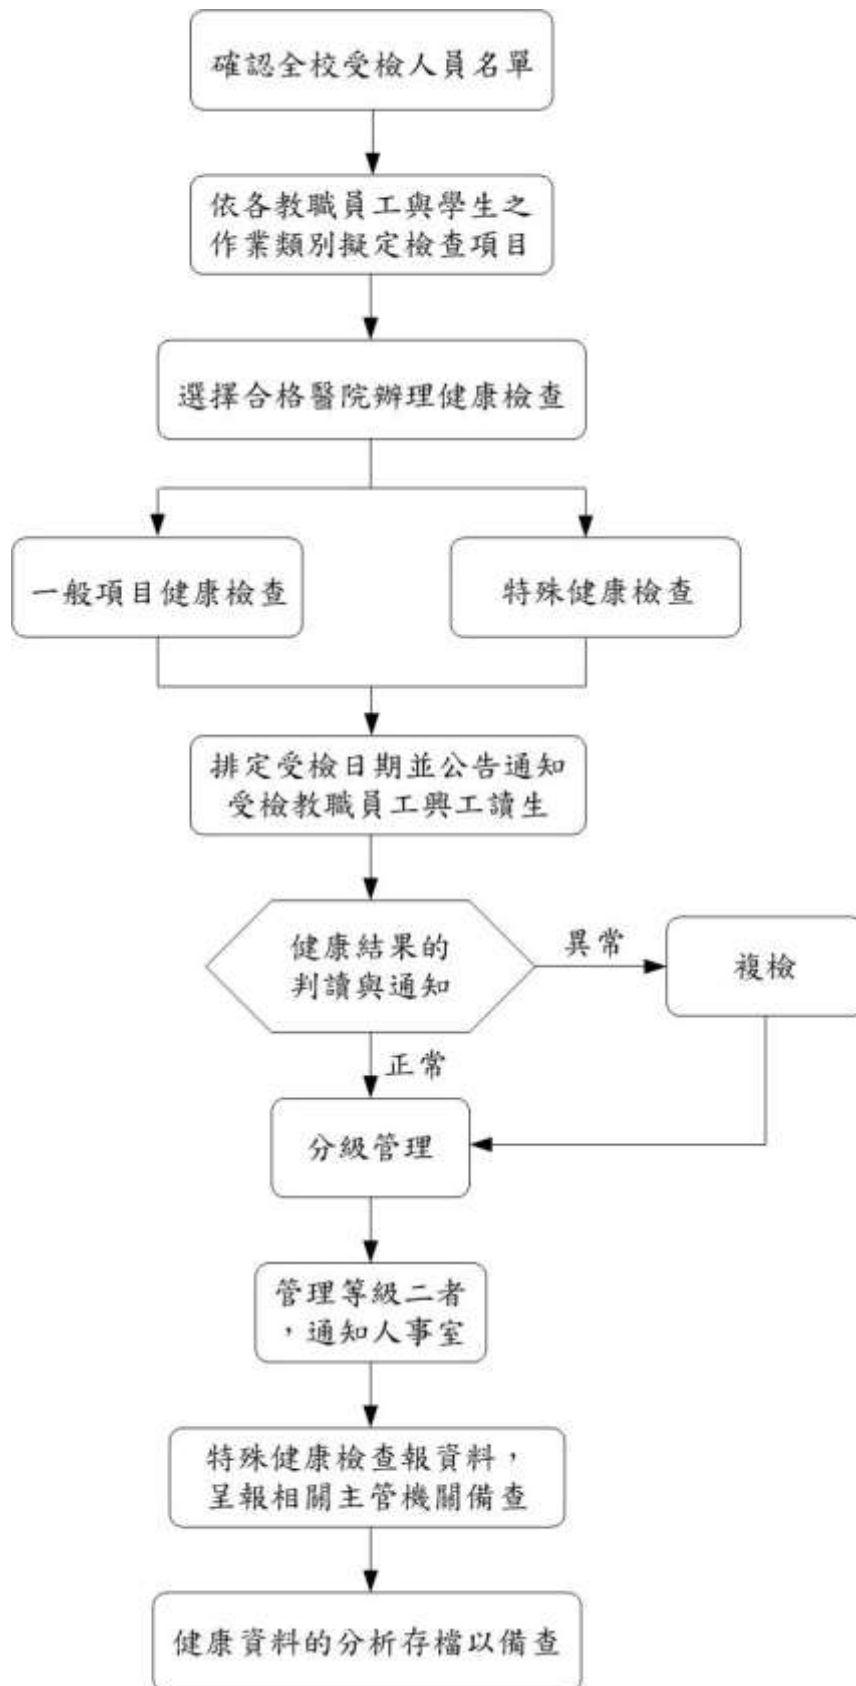 確認全校受檢人員名單
依各教職員工與學生之
作業類別擬定檢查項目
選擇合格醫院辦理健康檢查
一般項目健康檢查
特殊健康檢查
排定受檢日期並公告通知
受檢教職員工興工讀生
健康結果的
判讀與通知
異常
複檢
正常
分級管理
管理等級二者
，通知人事室
特殊健康檢查報資料，
呈報相關主管機關備查
健康資料的分析存檔以備查